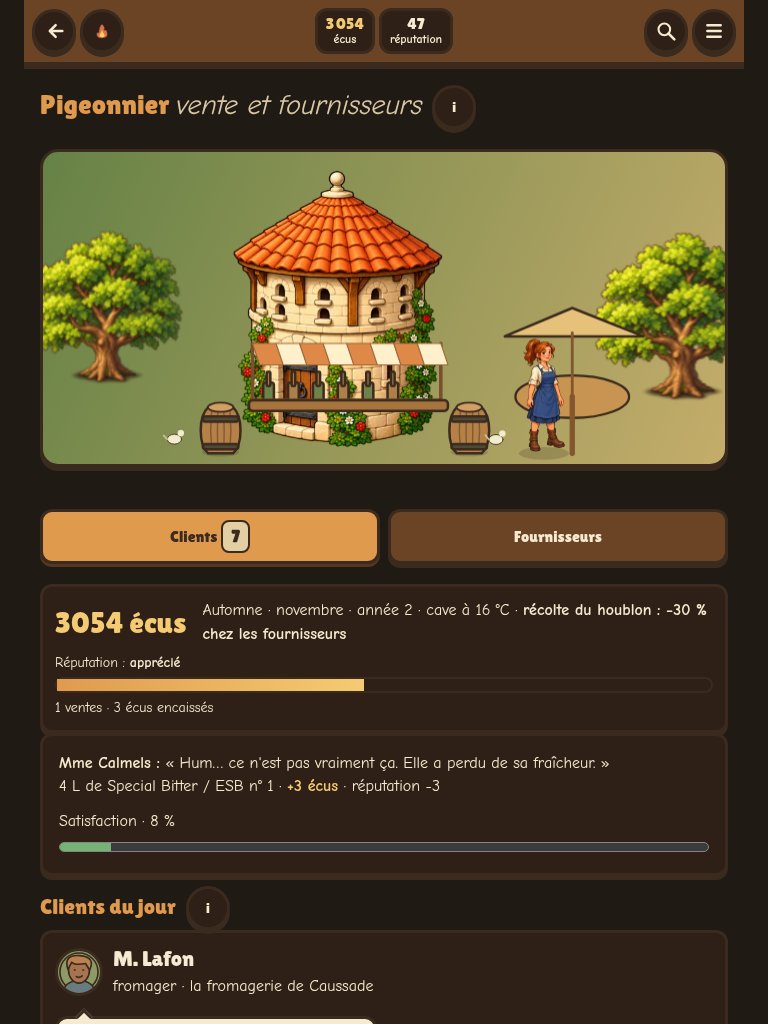 3 054
écus
47
réputation
Pigeonnier vente et fournisseurs
i
Clients 7
Fournisseurs
3054 écus
Automne · novembre · année 2 · cave à 16 °C · récolte du houblon : -30 %
chez les fournisseurs
Réputation : apprécié
1 ventes · 3 écus encaissés
Mme Calmels : « Hum... ce n'est pas vraiment ça. Elle a perdu de sa fraîcheur. »
4 L de Special Bitter / ESB n° 1 · +3 écus · réputation -3
Satisfaction · 8 %
Clients du jour
i
M. Lafon
fromager · la fromagerie de Caussade